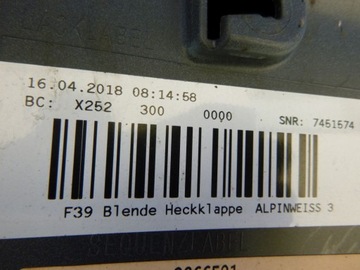 16.04.2018 08:14:58
BC: X252 300 0000 SNR: 7451574
F39 Blende Heckklappe ALPINWEISS 3